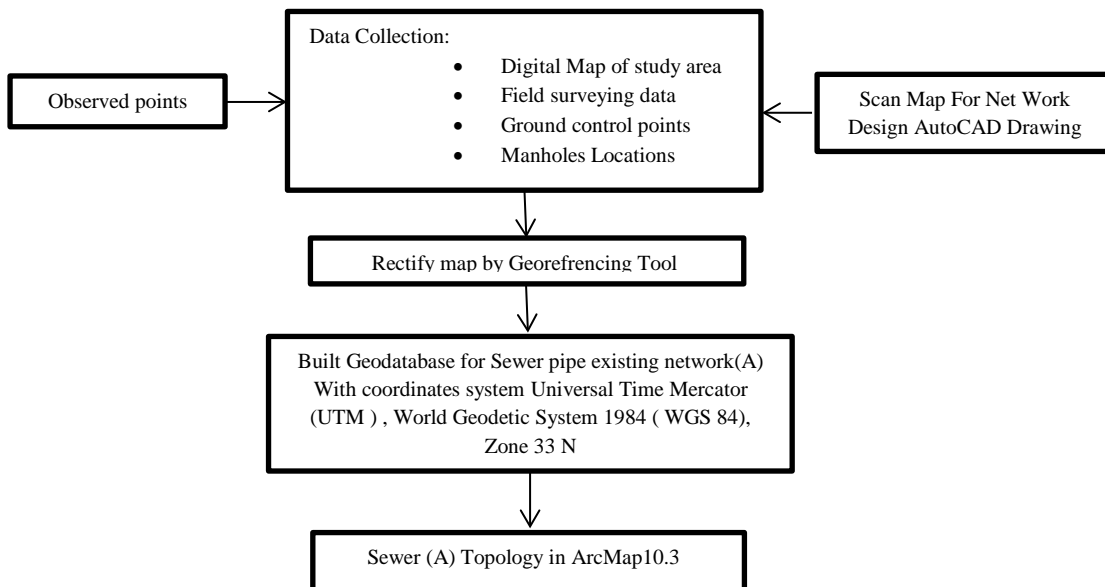 Data Collection:
• Digital Map of study area
• Field surveying data
• Ground control points
• Manholes Locations
Observed points
Scan Map For Net Work
Design AutoCAD Drawing
Rectify map by Georefrencing Tool
Built Geodatabase for Sewer pipe existing network(A)
With coordinates system Universal Time Mercator
(UTM ) , World Geodetic System 1984 ( WGS 84),
Zone 33 N
Sewer (A) Topology in ArcMap10.3